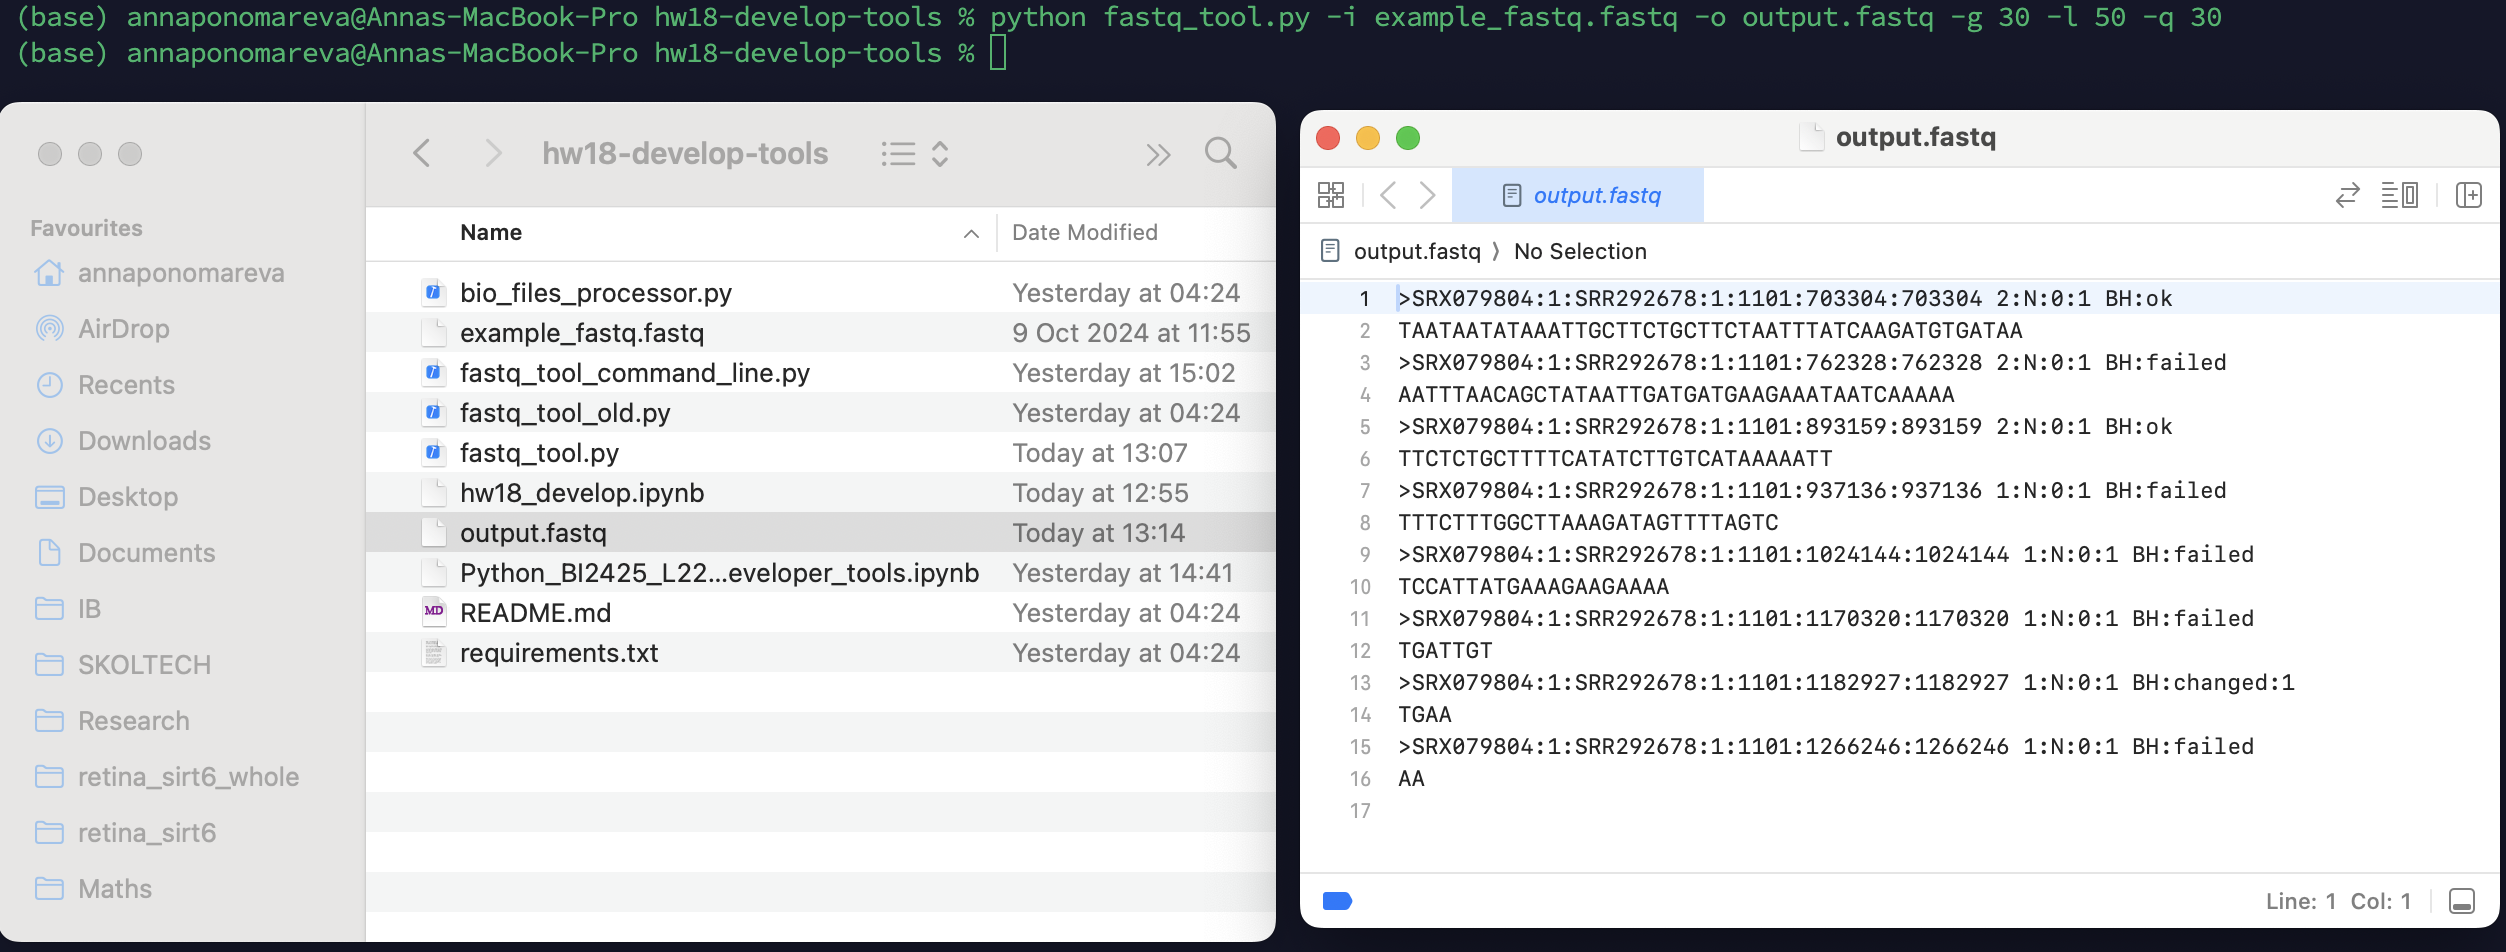 (base) annaponomareva@Annas-MacBook-Pro hw18-develop-tools % python fastq_tool.py -i example_fastq.fastq -o output.fastq -g 30 -l 50 -q 30
(base) annaponomareva@Annas-MacBook-Pro hw18-develop-tools %
hw18-develop-tools
Favourites
annaponomareva
AirDrop
Recents
Downloads
Desktop
Documents
IB
SKOLTECH
Research
retina_sirt6_whole
retina_sirt6
Maths
Name Date Modified
bio_files_processor.py Yesterday at 04:24
example_fastq.fastq 9 Oct 2024 at 11:55
fastq_tool_command_line.py Yesterday at 15:02
fastq_tool_old.py Yesterday at 04:24
fastq_tool.py Today at 13:07
hw18_develop.ipynb Today at 12:55
output.fastq Today at 13:14
Python_BI2425_L22...eveloper_tools.ipynb Yesterday at 14:41
MD README.md Yesterday at 04:24
requirements.txt Yesterday at 04:24
output.fastq
output.fastq
output.fastq ⟩ No Selection
1 >SRX079804:1:SRR292678:1:1101:703304:703304 2:N:0:1 BH:ok
2 TAATAATATAAATTGCTTCTGCTTCTAATTTATCAAGATGTGATAA
3 >SRX079804:1:SRR292678:1:1101:762328:762328 2:N:0:1 BH:failed
4 AATTTAACAGCTATAATTGATGATGAAGAAATAATCAAAAA
5 >SRX079804:1:SRR292678:1:1101:893159:893159 2:N:0:1 BH:ok
6 TTCTCTGCTTTTCATATCTTGTCATAAAAATT
7 >SRX079804:1:SRR292678:1:1101:937136:937136 1:N:0:1 BH:failed
8 TTTCTTTGGCTTAAAGATAGTTTTAGTC
9 >SRX079804:1:SRR292678:1:1101:1024144:1024144 1:N:0:1 BH:failed
10 TCCATTATGAAAGAAGAAAA
11 >SRX079804:1:SRR292678:1:1101:1170320:1170320 1:N:0:1 BH:failed
12 TGATTGT
13 >SRX079804:1:SRR292678:1:1101:1182927:1182927 1:N:0:1 BH:changed:1
14 TGAA
15 >SRX079804:1:SRR292678:1:1101:1266246:1266246 1:N:0:1 BH:failed
16 AA
17
Line: 1 Col: 1